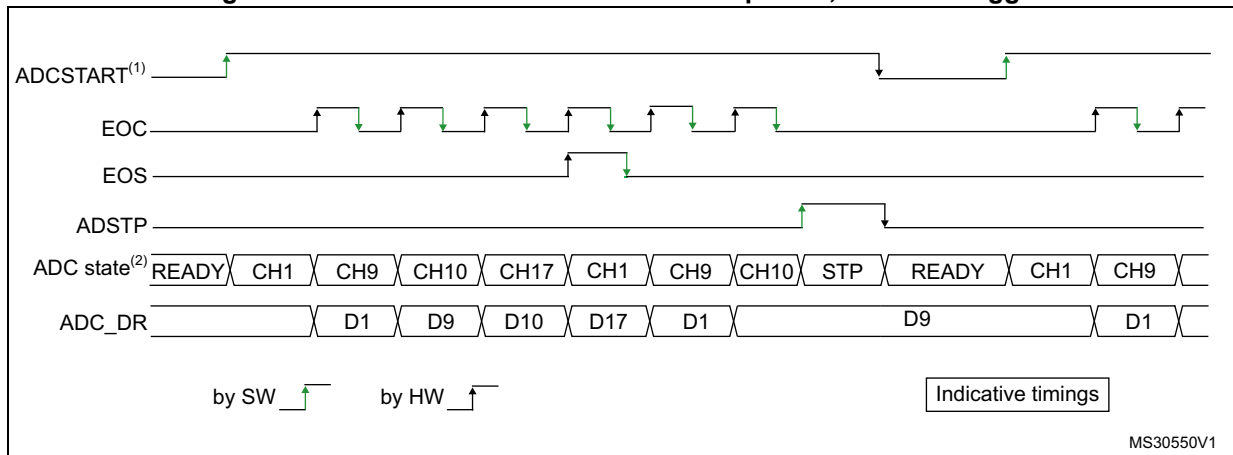 ADCSTART(1)
EOC
EOS
ADSTP
ADC state(2) READY CH1 CH9 CH10 CH17 CH1 CH9 CH10 STP READY CH1 CH9
ADC_DR D1 D9 D10 D17 D1 D9 D1
by SW by HW Indicative timings
MS30550V1